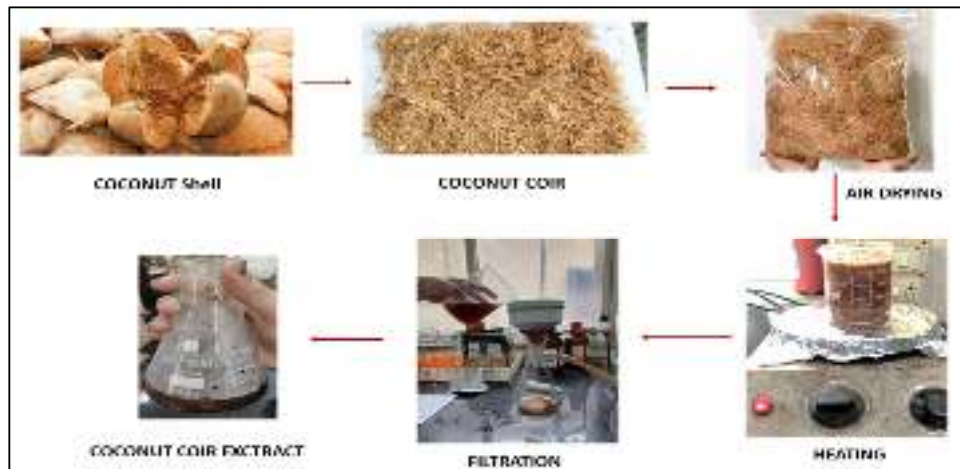 COCONUT Shell
COCONUT COIR
AIR DRYING
HEATING
FILTRATION
COCONUT COIR EXCTRACT